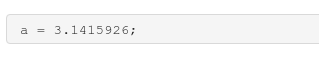 a = 3.1415926;